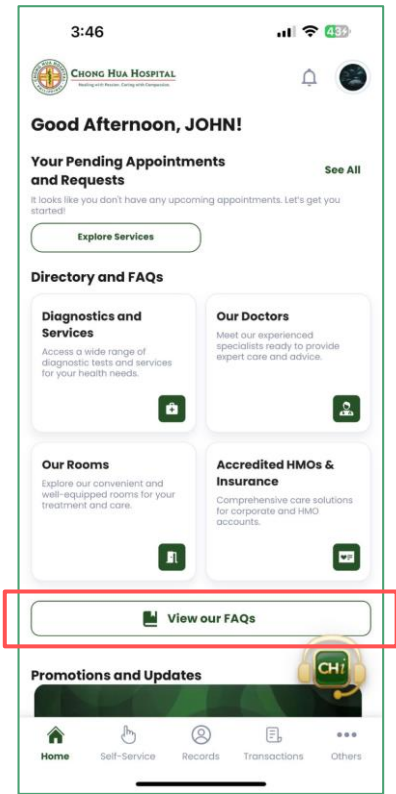 3:46
43
CHONG HUA HOSPITAL
Healing with Passion. Caring with Compassion.
Good Afternoon, JOHN!
Your Pending Appointments
and Requests
See All
It looks like you don't have any upcoming appointments. Let's get you
started!
Explore Services
Directory and FAQs
Diagnostics and
Services
Access a wide range of
diagnostic tests and services
for your health needs.
Our Doctors
Meet our experienced
specialists ready to provide
expert care and advice.
Our Rooms
Explore our convenient and
well-equipped rooms for your
treatment and care.
Accredited HMOs &
Insurance
Comprehensive care solutions
for corporate and HMO
accounts.
View our FAQs
CHi
Promotions and Updates
Home
Self-Service
Records
Transactions
Others